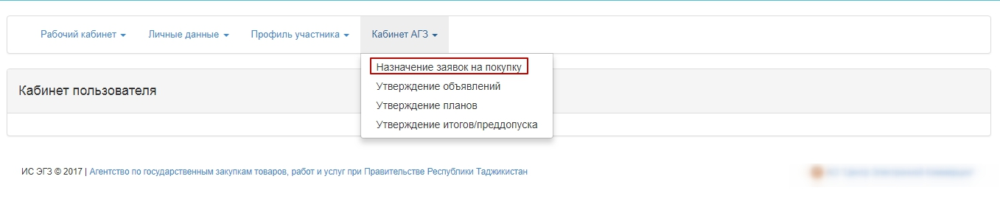 Рабочий кабинет Личные данные Профиль участника Кабинет АГЗ
Назначение заявок на покупку
Утверждение объявлений
Утверждение планов
Утверждение итогов/преддопуска
Кабинет пользователя
ИС ЭГЗ © 2017 | Агентство по государственным закупкам товаров, работ и услуг при Правительстве Республики Таджикистан